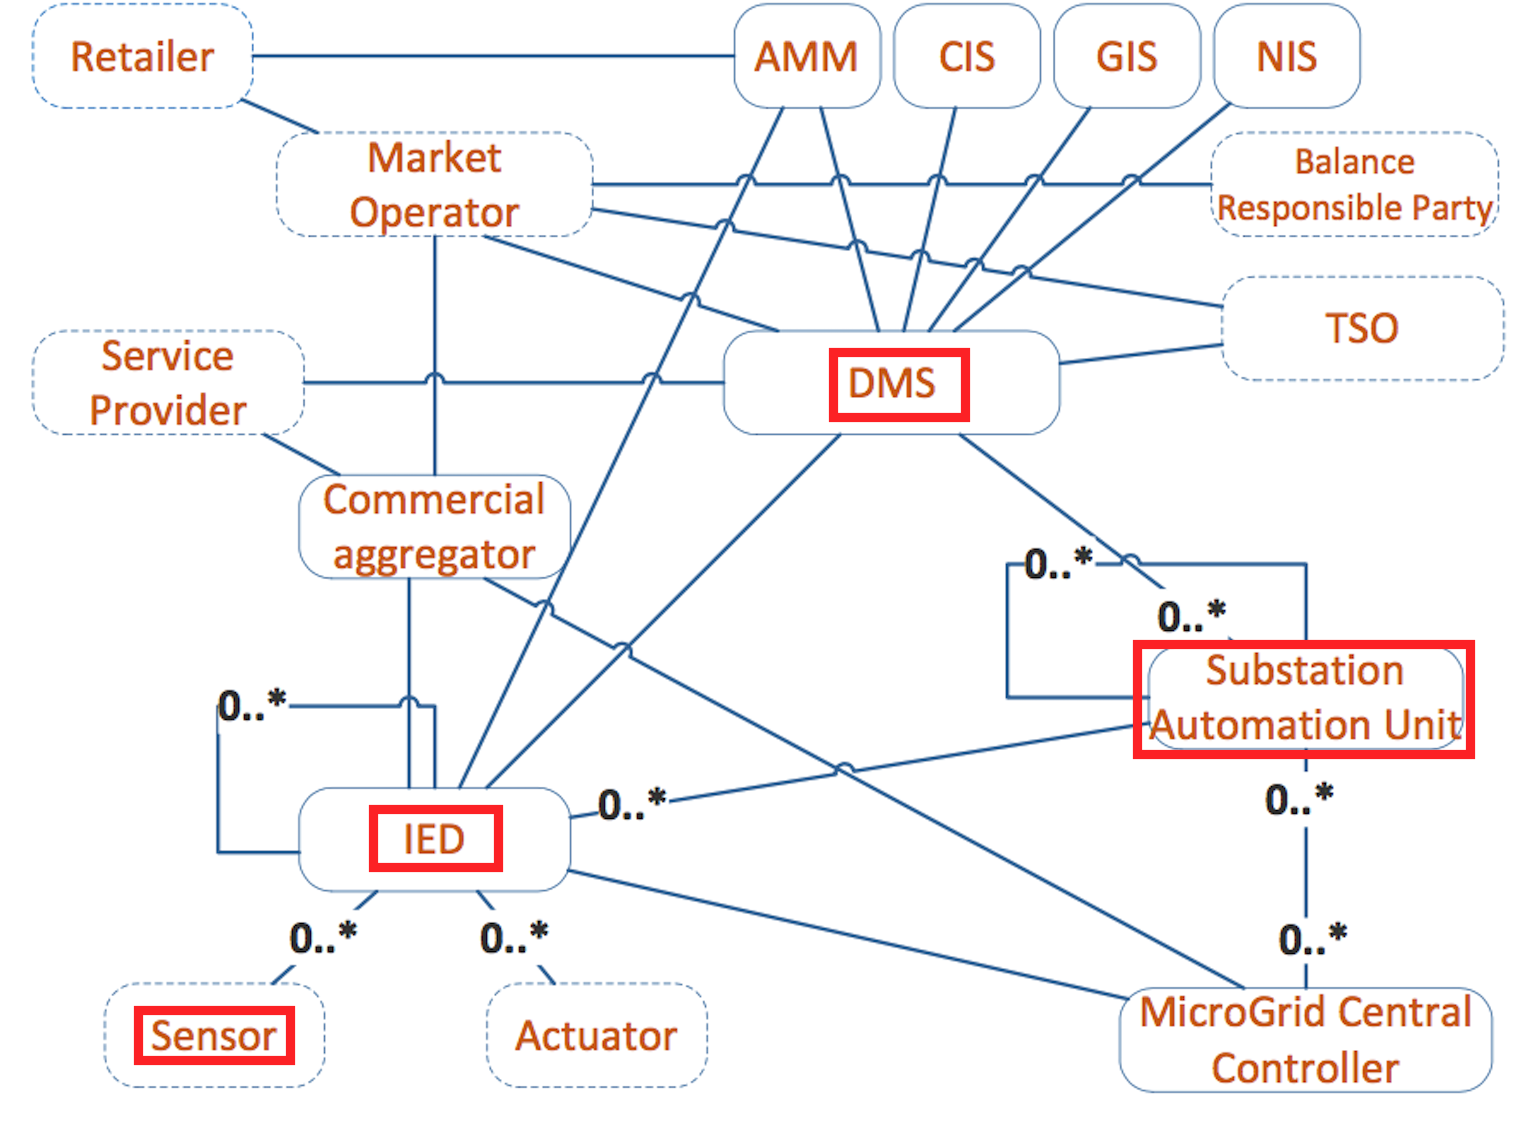 Retailer
AMM
CIS
GIS
NIS
Market
Operator
Balance
Responsible Party
TSO
Service
Provider
DMS
Commercial
aggregator
0..*
0..*
Substation
Automation Unit
0..*
0..*
0..*
IED
0..*
0..*
0..*
Sensor
Actuator
MicroGrid Central
Controller